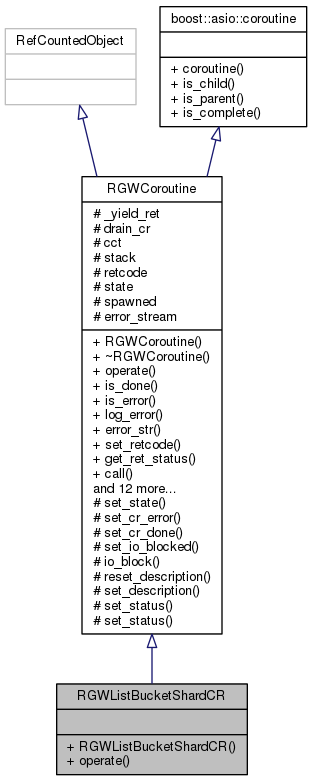 RefCountedObject
boost::asio::coroutine
+ coroutine()
+ is_child()
+ is_parent()
+ is_complete()
RGWCoroutine
# _yield_ret
# drain_cr
# cct
# stack
# retcode
# state
# spawned
# error_stream
+ RGWCoroutine()
+ ~RGWCoroutine()
+ operate()
+ is_done()
+ is_error()
+ log_error()
+ error_str()
+ set_retcode()
+ get_ret_status()
+ call()
and 12 more...
# set_state()
# set_cr_error()
# set_cr_done()
# set_io_blocked()
# io_block()
# reset_description()
# set_description()
# set_status()
# set_status()
RGWListBucketShardCR
+ RGWListBucketShardCR()
+ operate()